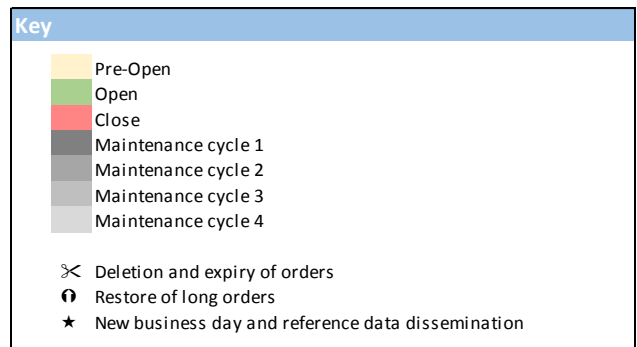 Key
Pre-Open
Open
Close
Maintenance cycle 1
Maintenance cycle 2
Maintenance cycle 3
Maintenance cycle 4
Deletion and expiry of orders
Restore of long orders
★ New business day and reference data dissemination